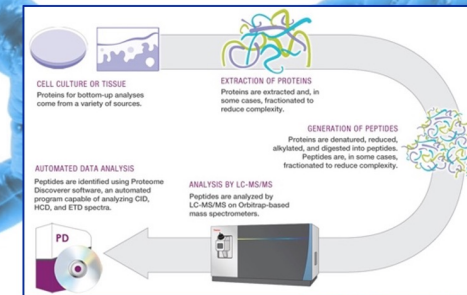 CELL CULTURE OR TISSUE
Proteins for bottom-up analyses
come from a variety of sources.
EXTRACTION OF PROTEINS
Proteins are extracted and, in
some cases, fractionated to
reduce complexity.
GENERATION OF PEPTIDES
Proteins are denatured, reduced,
alkylated, and digested into peptides.
Peptides are, in some cases,
fractionated to reduce complexity.
ANALYSIS BY LC-MS/MS
Peptides are analyzed by
LC-MS/MS on Orbitrap-based
mass spectrometers.
AUTOMATED DATA ANALYSIS
Peptides are identified using Proteome
Discoverer software, an automated
program capable of analyzing CID,
HCD, and ETD spectra.
PD